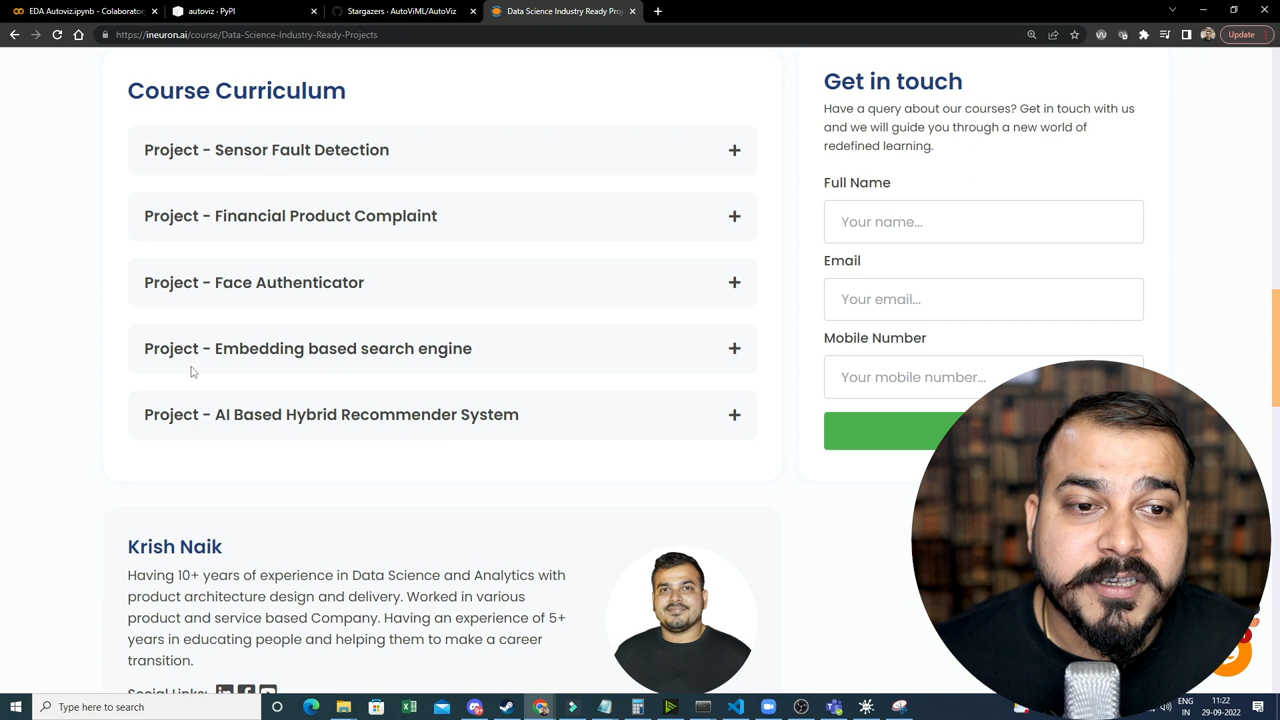 EDA Autoviz.ipynb - Colaborator
autoviz · PyPI
Stargazers · AutoViML/AutoViz
Data Science Industry Ready Proj
https://ineuron.ai/course/Data-Science-Industry-Ready-Projects
Update
Course Curriculum
Project - Sensor Fault Detection
Project - Financial Product Complaint
Project - Face Authenticator
Project - Embedding based search engine
Project - AI Based Hybrid Recommender System
Get in touch
Have a query about our courses? Get in touch with us
and we will guide you through a new world of
redefined learning.
Full Name
Your name...
Email
Your email...
Mobile Number
Your mobile number...
Krish Naik
Having 10+ years of experience in Data Science and Analytics with
product architecture design and delivery. Worked in various
product and service based Company. Having an experience of 5+
years in educating people and helping them to make a career
transition.
Social Links:
Type here to search
ENG
IN
11:22
29-09-2022